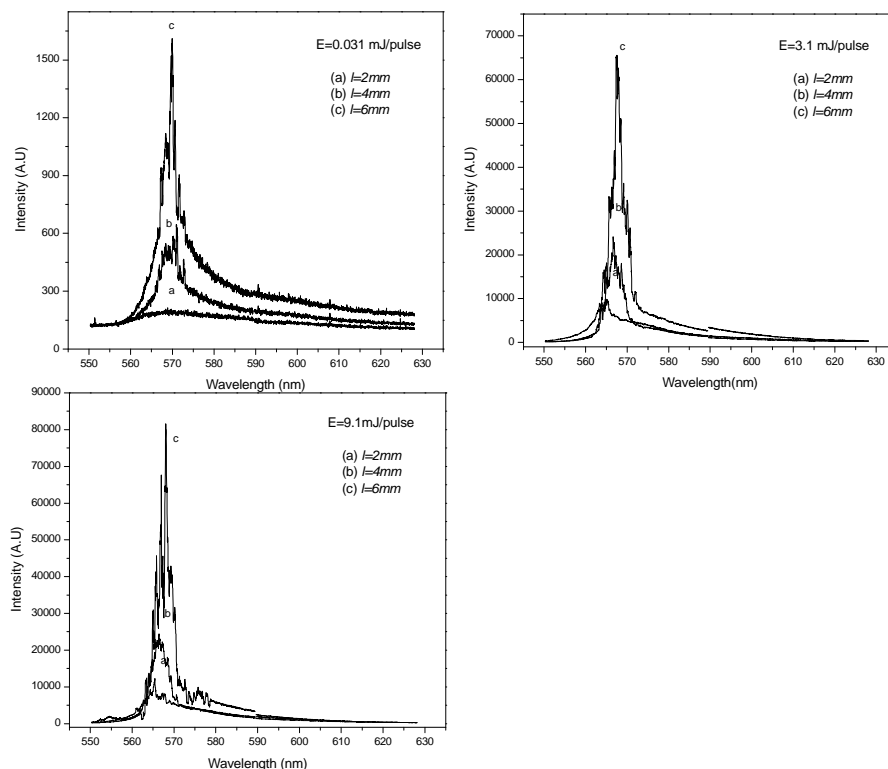 c
E=0.031 mJ/pulse
(a) l=2mm
(b) l=4mm
(c) l=6mm
b
a
1500
1200
900
600
300
0
Intensity (A.U)
550 560 570 580 590 600 610 620 630
Wavelength (nm)
c
E=3.1 mJ/pulse
(a) l=2mm
(b) l=4mm
(c) l=6mm
b
a
70000
60000
50000
40000
30000
20000
10000
0
Intensity (A.U)
550 560 570 580 590 600 610 620 630
Wavelength(nm)
c
E=9.1mJ/pulse
(a) l=2mm
(b) l=4mm
(c) l=6mm
b
a
90000
80000
70000
60000
50000
40000
30000
20000
10000
0
Intensity (A.U)
550 560 570 580 590 600 610 620 630
Wavelength (nm)